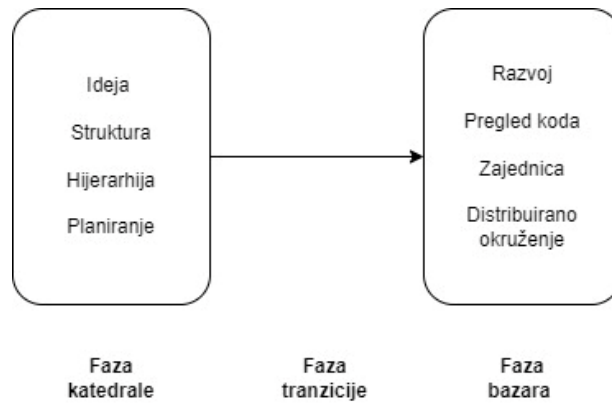 Ideja
Struktura
Hijerarhija
Planiranje
Razvoj
Pregled koda
Zajednica
Distribuirano
okruženje
Faza
katedrale
Faza
tranzicije
Faza
bazara